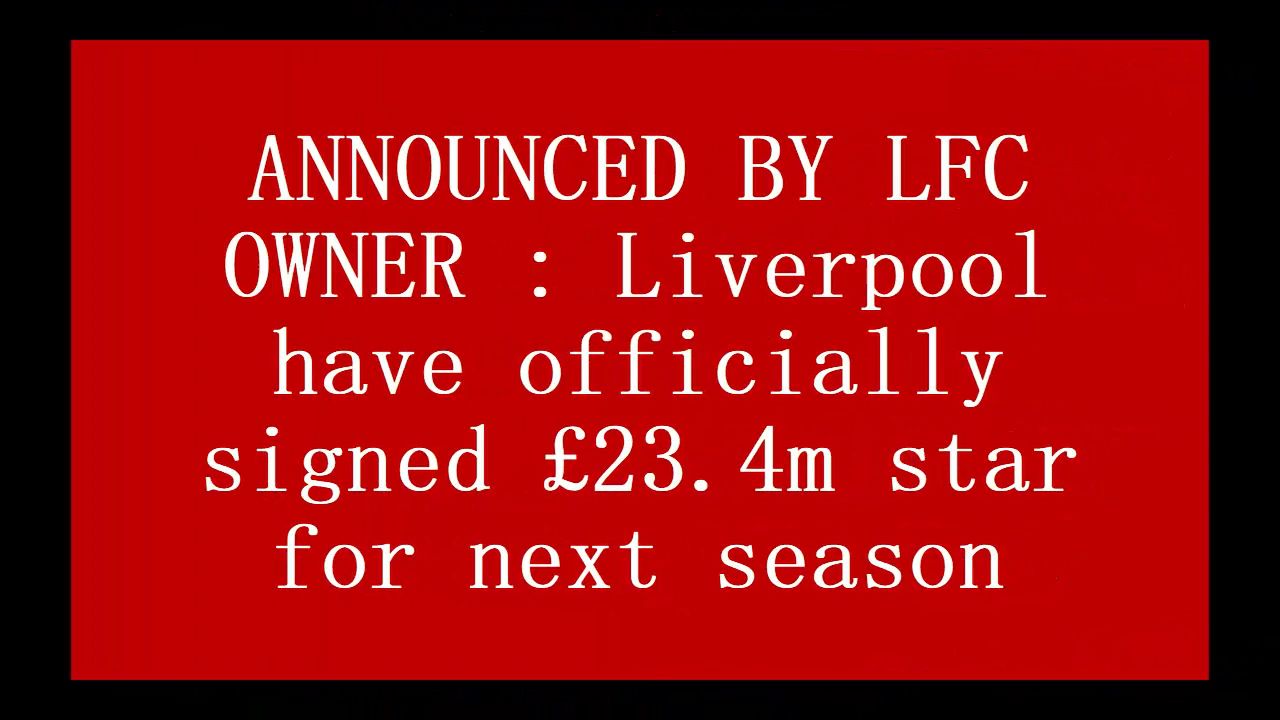 ANNOUNCED BY LFC
OWNER : Liverpool
have officially
signed £23.4m star
for next season